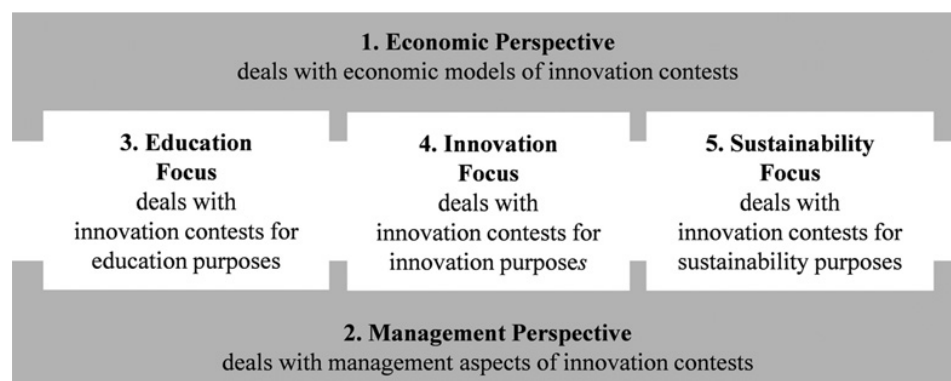 1. Economic Perspective
deals with economic models of innovation contests
3. Education
Focus
deals with
innovation contests for
education purposes
4. Innovation
Focus
deals with
innovation contests for
innovation purposes
5. Sustainability
Focus
deals with
innovation contests for
sustainability purposes
2. Management Perspective
deals with management aspects of innovation contests